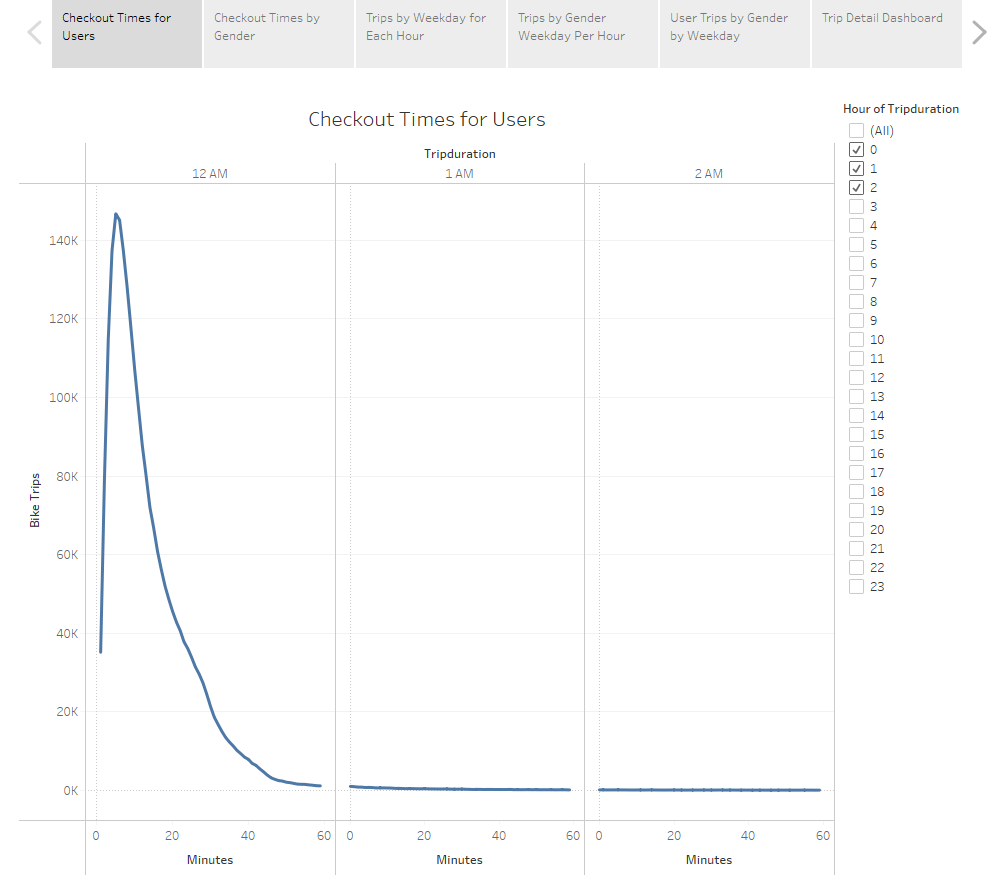 Checkout Times for
Users
Checkout Times by
Gender
Trips by Weekday for
Each Hour
Trips by Gender
Weekday Per Hour
User Trips by Gender
by Weekday
Trip Detail Dashboard
Checkout Times for Users
Tripduration
12 AM
1 AM
2 AM
Bike Trips
140K
120K
100K
80K
60K
40K
20K
0K
0
20
40
60
0
20
40
60
0
20
40
60
Minutes
Minutes
Minutes
Hour of Tripduration
(All)
0
1
2
3
4
5
6
7
8
9
10
11
12
13
14
15
16
17
18
19
20
21
22
23